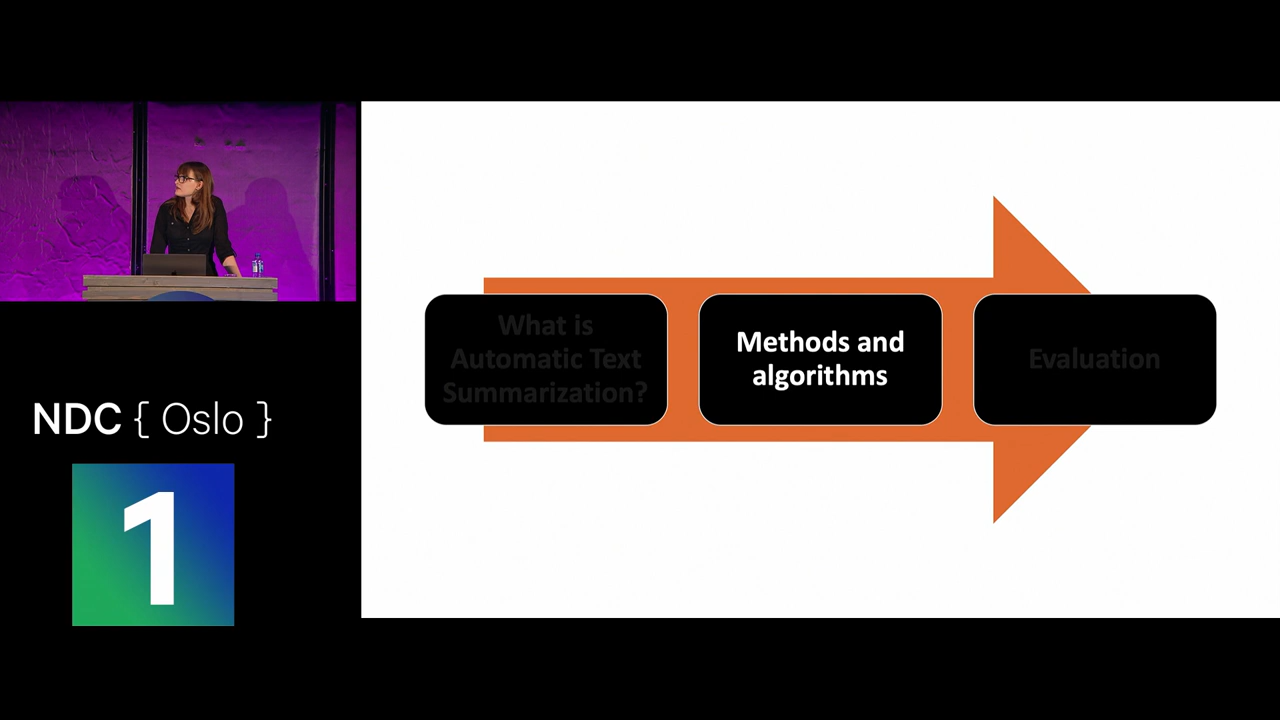 What is
Automatic Text
Summarization?
Methods and
algorithms
Evaluation
NDC { Oslo }
1